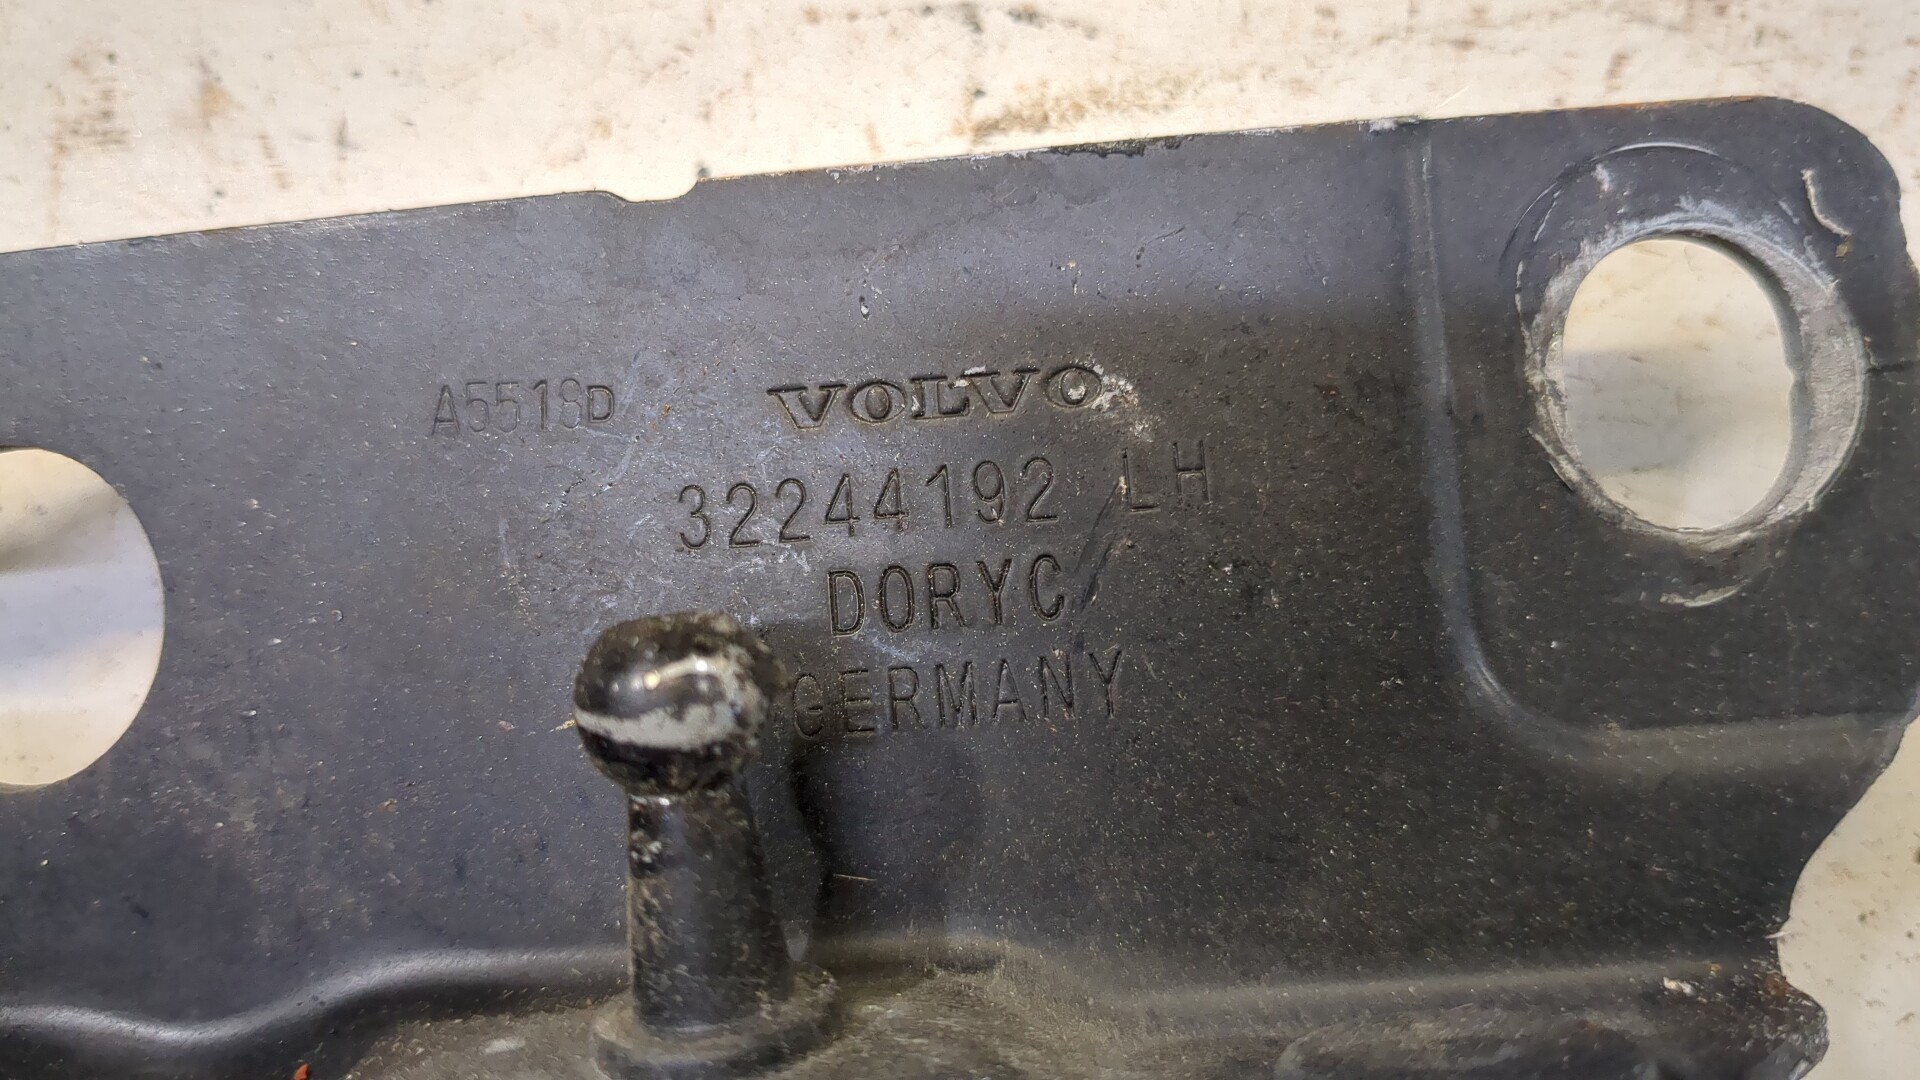 A5518D
VOLVO
32244192 LH
DORYC
GERMANY